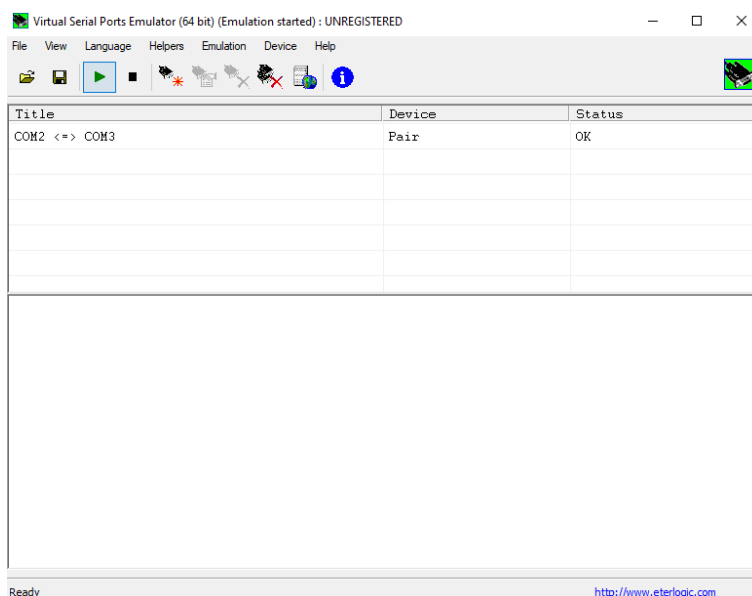 Virtual Serial Ports Emulator (64 bit) (Emulation started) : UNREGISTERED
File View Language Helpers Emulation Device Help
Title Device Status
COM2 <=> COM3 Pair OK
Ready http://www.eterlogic.com